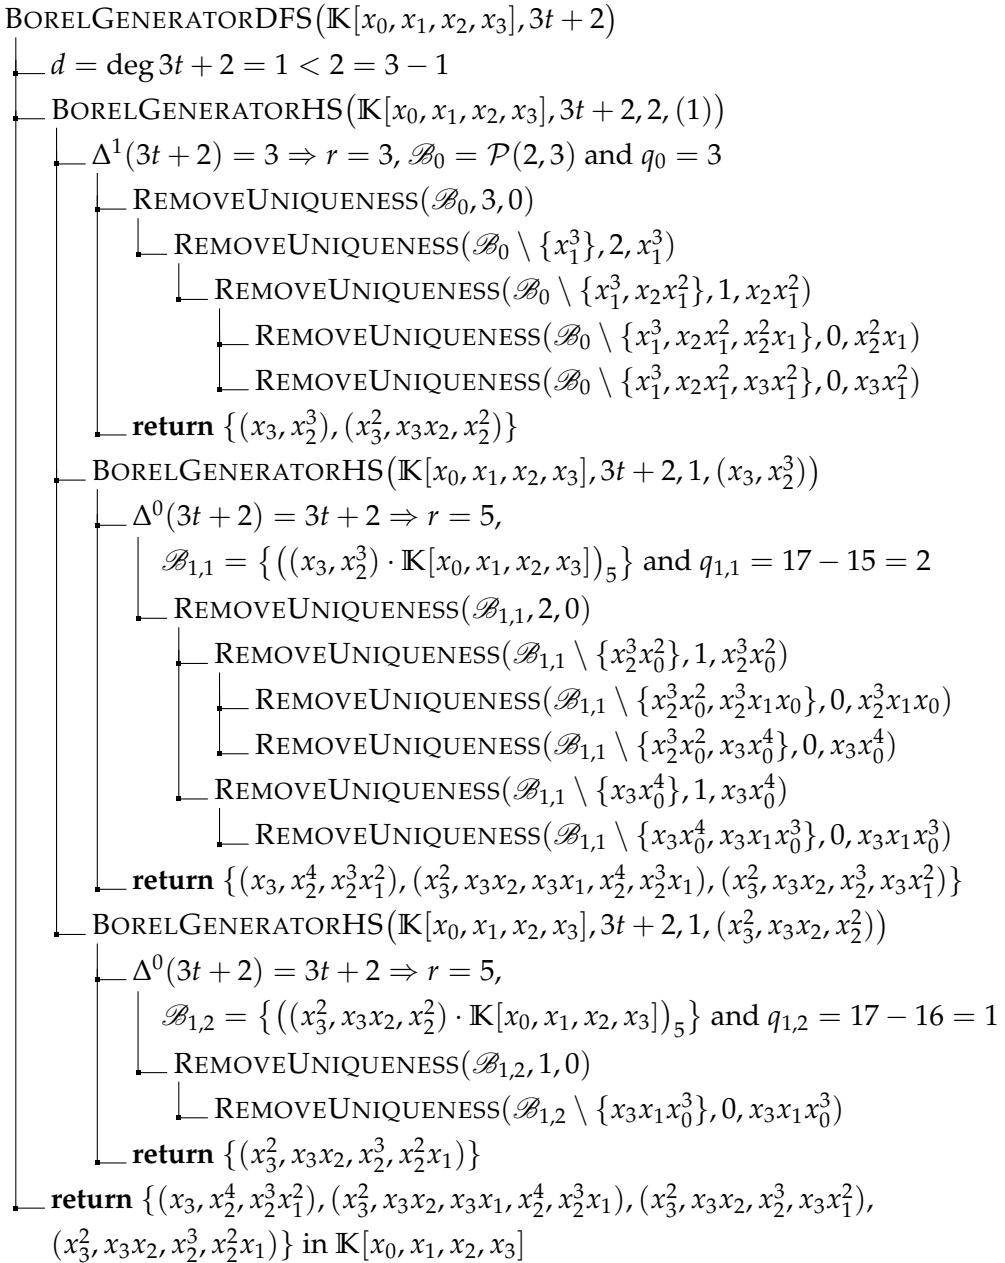 BORELGENERATORDFS(𝕂[x₀, x₁, x₂, x₃], 3t + 2)
d = deg 3t + 2 = 1 < 2 = 3 − 1
BORELGENERATORHS(𝕂[x₀, x₁, x₂, x₃], 3t + 2, 2, (1))
Δ¹(3t + 2) = 3 ⇒ r = 3, ℬ₀ = 𝒫(2, 3) and q₀ = 3
REMOVEUNIQUENESS(ℬ₀, 3, 0)
REMOVEUNIQUENESS(ℬ₀ \ {x₁³}, 2, x₁³)
REMOVEUNIQUENESS(ℬ₀ \ {x₁³, x₂x₁²}, 1, x₂x₁²)
REMOVEUNIQUENESS(ℬ₀ \ {x₁³, x₂x₁², x₂²x₁}, 0, x₂²x₁)
REMOVEUNIQUENESS(ℬ₀ \ {x₁³, x₂x₁², x₃x₁²}, 0, x₃x₁²)
return {(x₃, x₂³), (x₃², x₃x₂, x₂²)}
BORELGENERATORHS(𝕂[x₀, x₁, x₂, x₃], 3t + 2, 1, (x₃, x₂³))
Δ⁰(3t + 2) = 3t + 2 ⇒ r = 5,
ℬ₁,₁ = {((x₃, x₂³) · 𝕂[x₀, x₁, x₂, x₃])₅} and q₁,₁ = 17 − 15 = 2
REMOVEUNIQUENESS(ℬ₁,₁, 2, 0)
REMOVEUNIQUENESS(ℬ₁,₁ \ {x₂³x₀²}, 1, x₂³x₀²)
REMOVEUNIQUENESS(ℬ₁,₁ \ {x₂³x₀², x₂³x₁x₀}, 0, x₂³x₁x₀)
REMOVEUNIQUENESS(ℬ₁,₁ \ {x₂³x₀², x₃x₀⁴}, 0, x₃x₀⁴)
REMOVEUNIQUENESS(ℬ₁,₁ \ {x₃x₀⁴}, 1, x₃x₀⁴)
REMOVEUNIQUENESS(ℬ₁,₁ \ {x₃x₀⁴, x₃x₁x₀³}, 0, x₃x₁x₀³)
return {(x₃, x₂⁴, x₂³x₁²), (x₃², x₃x₂, x₃x₁, x₂⁴, x₂³x₁), (x₃², x₃x₂, x₂³, x₃x₁²)}
BORELGENERATORHS(𝕂[x₀, x₁, x₂, x₃], 3t + 2, 1, (x₃², x₃x₂, x₂²))
Δ⁰(3t + 2) = 3t + 2 ⇒ r = 5,
ℬ₁,₂ = {((x₃², x₃x₂, x₂²) · 𝕂[x₀, x₁, x₂, x₃])₅} and q₁,₂ = 17 − 16 = 1
REMOVEUNIQUENESS(ℬ₁,₂, 1, 0)
REMOVEUNIQUENESS(ℬ₁,₂ \ {x₃x₁x₀³}, 0, x₃x₁x₀³)
return {(x₃², x₃x₂, x₂³, x₂²x₁)}
return {(x₃, x₂⁴, x₂³x₁²), (x₃², x₃x₂, x₃x₁, x₂⁴, x₂³x₁), (x₃², x₃x₂, x₂³, x₃x₁²),
(x₃², x₃x₂, x₂³, x₂²x₁)} in 𝕂[x₀, x₁, x₂, x₃]